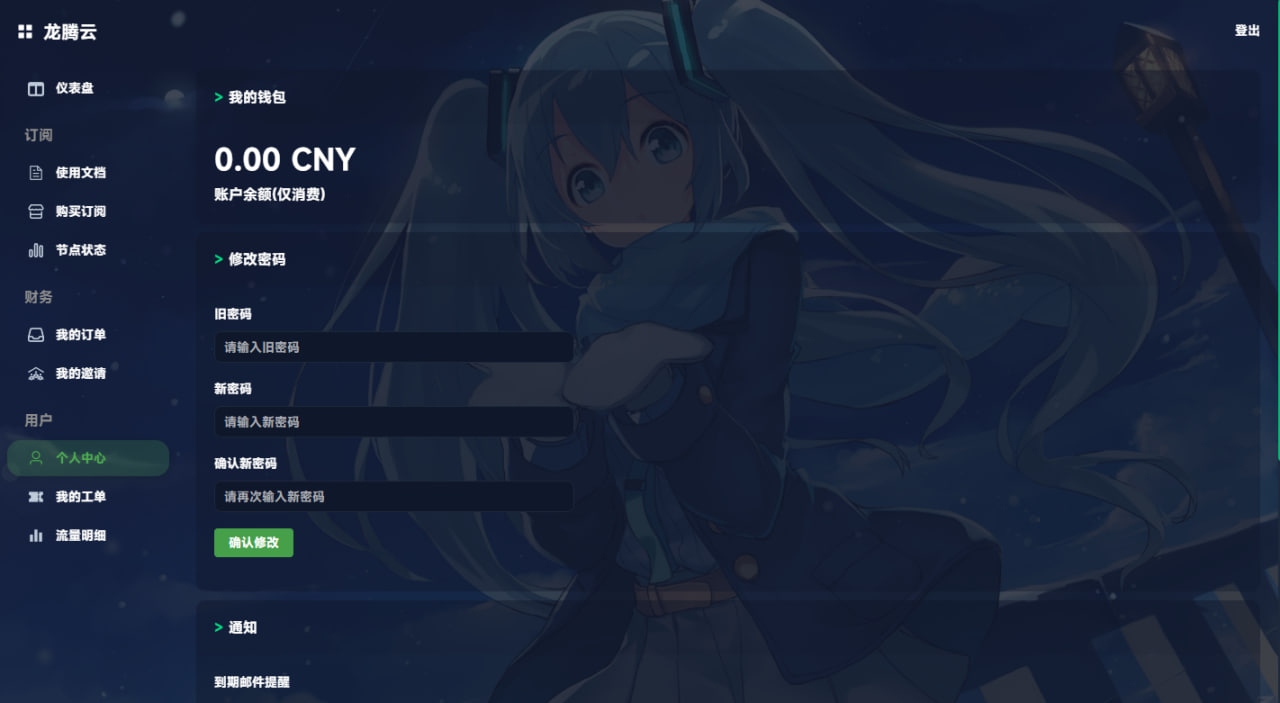 龙腾云
登出
仪表盘
订阅
使用文档
购买订阅
节点状态
财务
我的订单
我的邀请
用户
个人中心
我的工单
流量明细
> 我的钱包
0.00 CNY
账户余额(仅消费)
> 修改密码
旧密码
请输入旧密码
新密码
请输入新密码
确认新密码
请再次输入新密码
确认修改
> 通知
到期邮件提醒